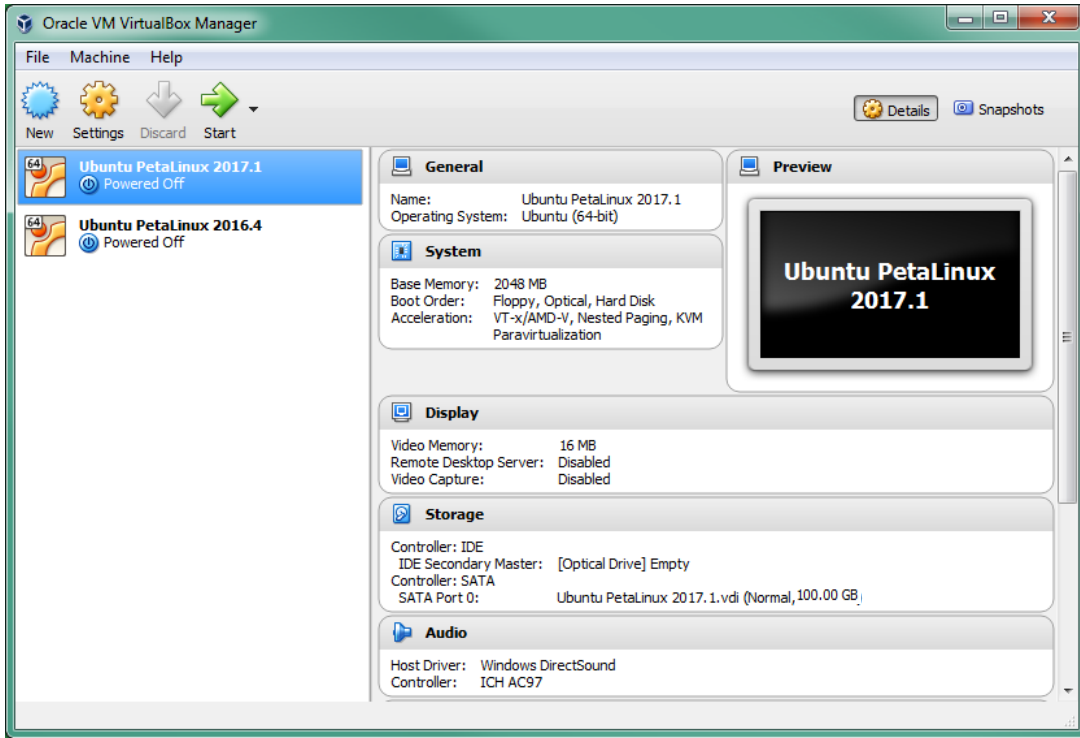 Oracle VM VirtualBox Manager
File Machine Help
New Settings Discard Start
Details Snapshots
64 Ubuntu PetaLinux 2017.1
Powered Off
64 Ubuntu PetaLinux 2016.4
Powered Off
General
Name: Ubuntu PetaLinux 2017.1
Operating System: Ubuntu (64-bit)
System
Base Memory: 2048 MB
Boot Order: Floppy, Optical, Hard Disk
Acceleration: VT-x/AMD-V, Nested Paging, KVM
Paravirtualization
Preview
Ubuntu PetaLinux
2017.1
Display
Video Memory: 16 MB
Remote Desktop Server: Disabled
Video Capture: Disabled
Storage
Controller: IDE
IDE Secondary Master: [Optical Drive] Empty
Controller: SATA
SATA Port 0: Ubuntu PetaLinux 2017.1.vdi (Normal, 100.00 GB)
Audio
Host Driver: Windows DirectSound
Controller: ICH AC97